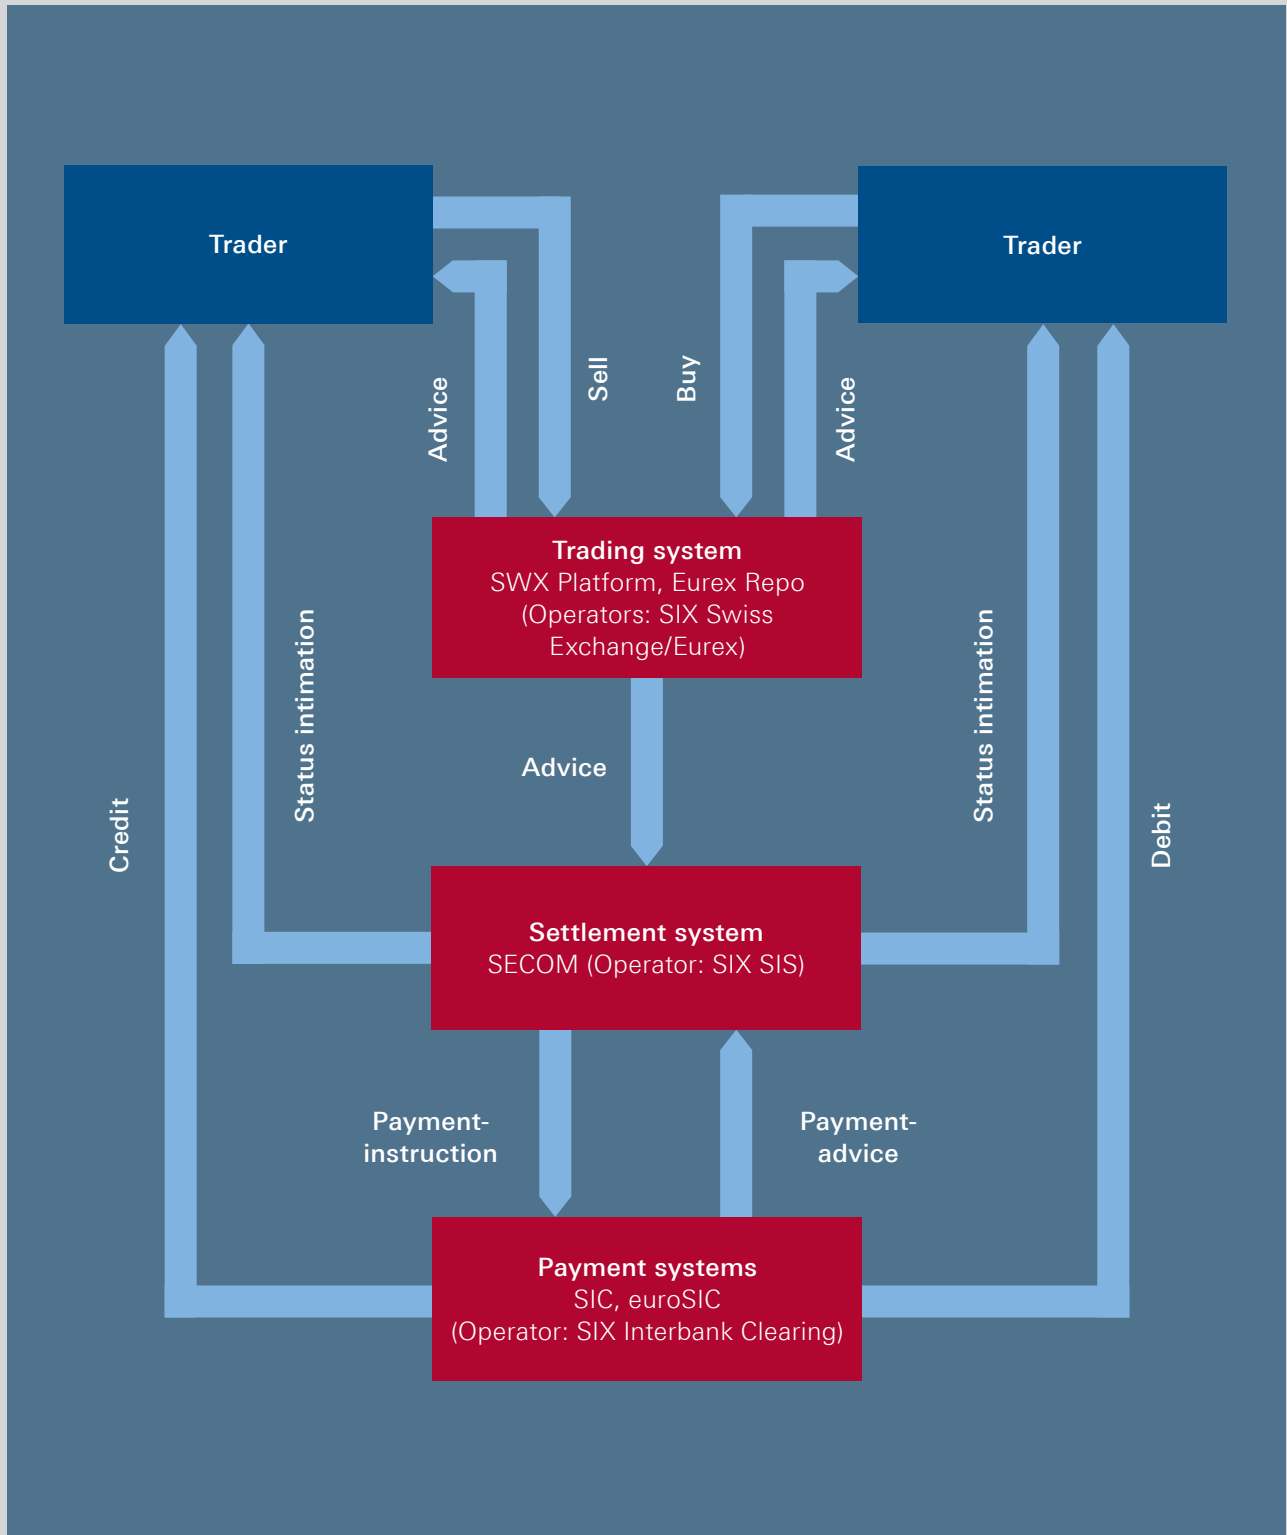 Trader
Trader
Sell
Buy
Advice
Advice
Trading system
SWX Platform, Eurex Repo
(Operators: SIX Swiss
Exchange/Eurex)
Status intimation
Status intimation
Advice
Credit
Debit
Settlement system
SECOM (Operator: SIX SIS)
Payment-
instruction
Payment-
advice
Payment systems
SIC, euroSIC
(Operator: SIX Interbank Clearing)